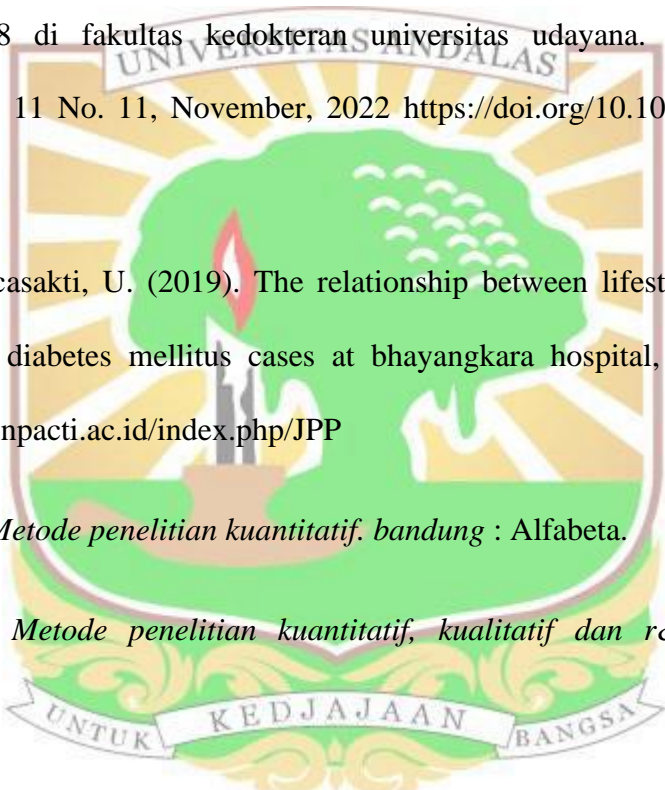 8 di fakultas kedokteran universitas udayana.
UNIVERSITAS ANDALAS
11 No. 11, November, 2022 https://doi.org/10.10
casakti, U. (2019). The relationship between lifest
diabetes mellitus cases at bhayangkara hospital,
npacti.ac.id/index.php/JPP
Metode penelitian kuantitatif. bandung : Alfabeta.
Metode penelitian kuantitatif, kualitatif dan r&
UNTUK KEDJAJAAN BANGSA